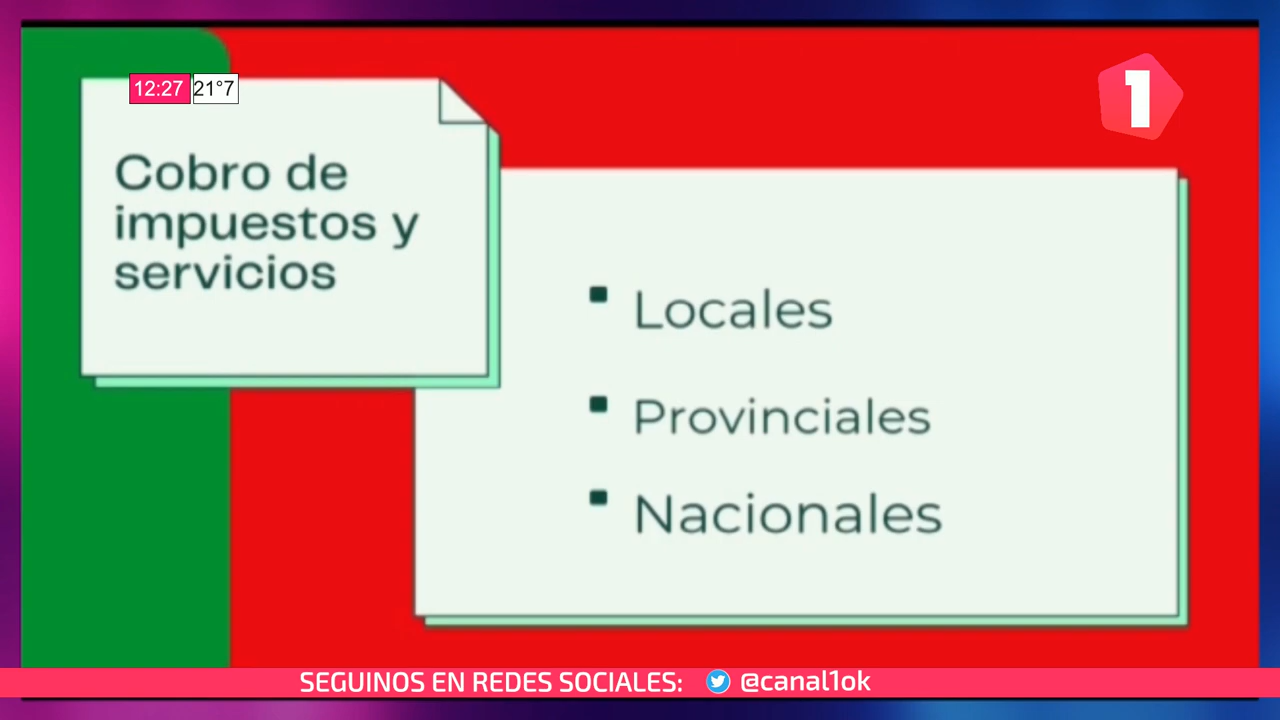 12:27 21°7
1
Cobro de
impuestos y
servicios
Locales
Provinciales
Nacionales
SEGUINOS EN REDES SOCIALES: @canal1ok